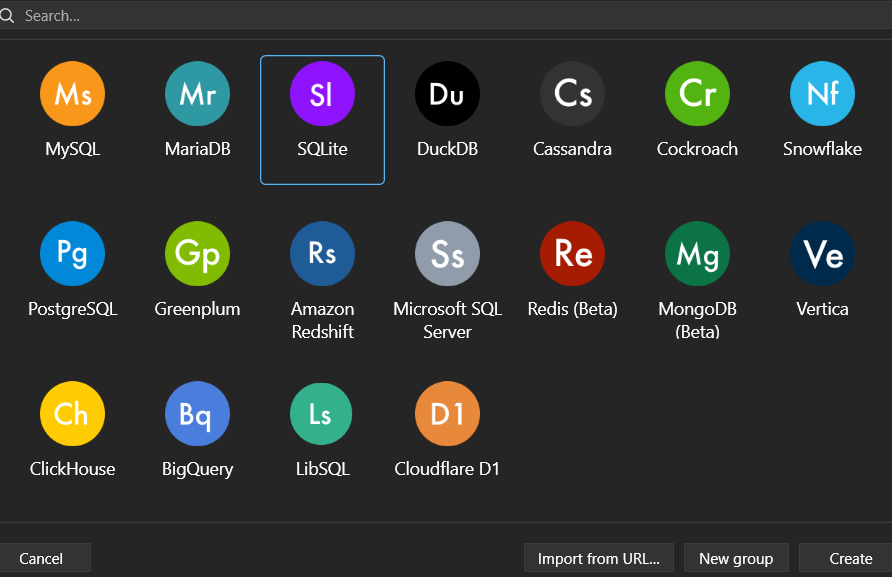 Search...
Ms Mr Sl Du Cs Cr Nf
MySQL MariaDB SQLite DuckDB Cassandra Cockroach Snowflake
Pg Gp Rs Ss Re Mg Ve
PostgreSQL Greenplum Amazon Redshift Microsoft SQL Server Redis (Beta) MongoDB (Beta) Vertica
Ch Bq Ls D1
ClickHouse BigQuery LibSQL Cloudflare D1
Cancel Import from URL... New group Create